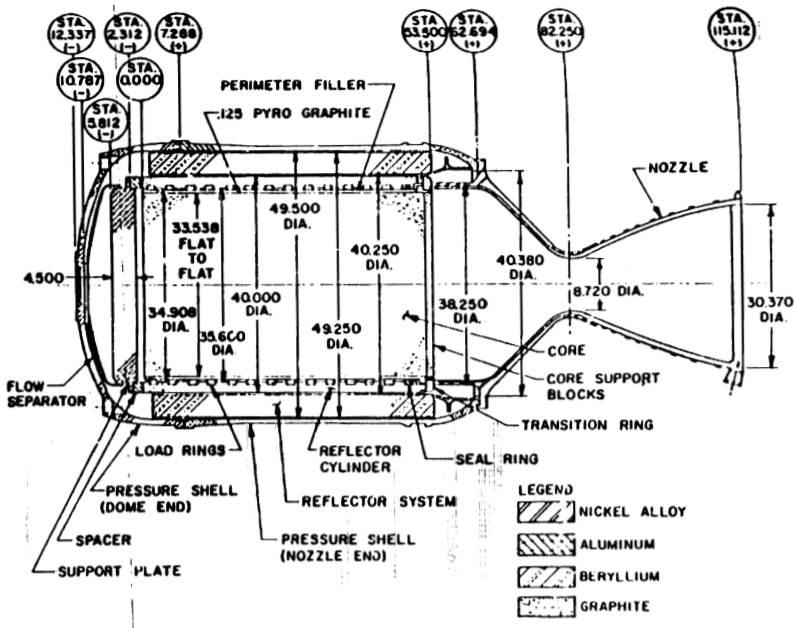 STA.
12.337
(-)
STA.
2.312
(-)
STA.
7.288
(+)
STA.
53.500
(+)
STA.
62.694
(+)
STA.
82.250
(+)
STA.
115.112
(+)
STA.
10.787
(-)
STA.
0.000
STA.
5.812
(-)
PERIMETER FILLER
.125 PYRO GRAPHITE
NOZZLE
4.500
33.538
FLAT
TO
FLAT
34.908
DIA.
35.600
DIA.
40.000
DIA.
49.500
DIA.
49.250
DIA.
40.250
DIA.
38.250
DIA.
40.380
DIA.
8.720 DIA.
30.370
DIA.
CORE
CORE SUPPORT
BLOCKS
TRANSITION RING
FLOW
SEPARATOR
LOAD RINGS
REFLECTOR
CYLINDER
SEAL RING
PRESSURE SHELL
(DOME END)
REFLECTOR SYSTEM
PRESSURE SHELL
(NOZZLE END)
SPACER
SUPPORT PLATE
LEGEND
NICKEL ALLOY
ALUMINUM
BERYLLIUM
GRAPHITE